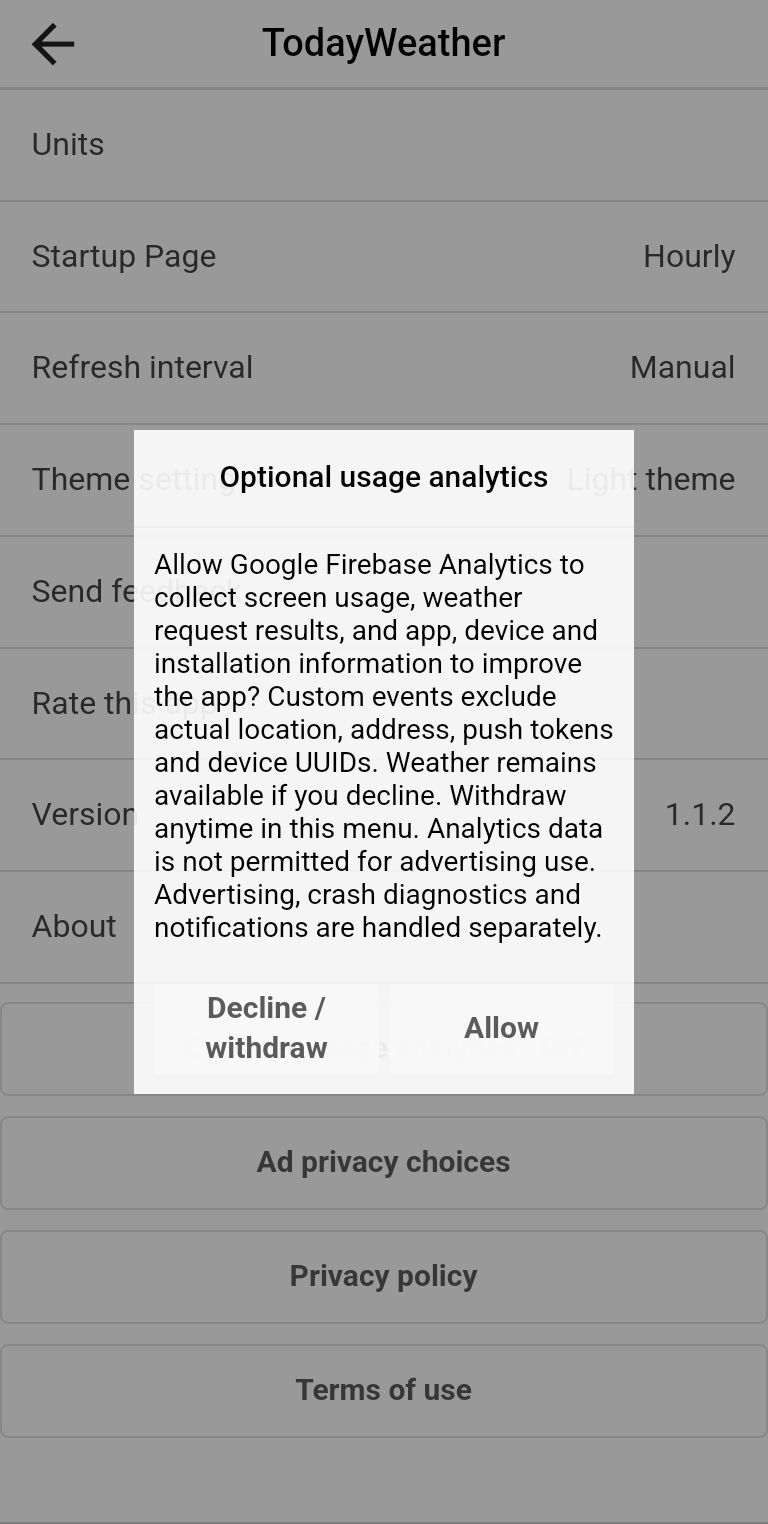 TodayWeather
Units
Startup Page Hourly
Refresh interval Manual
Theme setting Light theme
Optional usage analytics
Allow Google Firebase Analytics to
collect screen usage, weather
request results, and app, device and
installation information to improve
the app? Custom events exclude
actual location, address, push tokens
and device UUIDs. Weather remains
available if you decline. Withdraw
anytime in this menu. Analytics data
is not permitted for advertising use.
Advertising, crash diagnostics and
notifications are handled separately.
Decline /
withdraw
Allow
Send feedback
Rate this app
Version 1.1.2
About
Ad privacy choices
Privacy policy
Terms of use